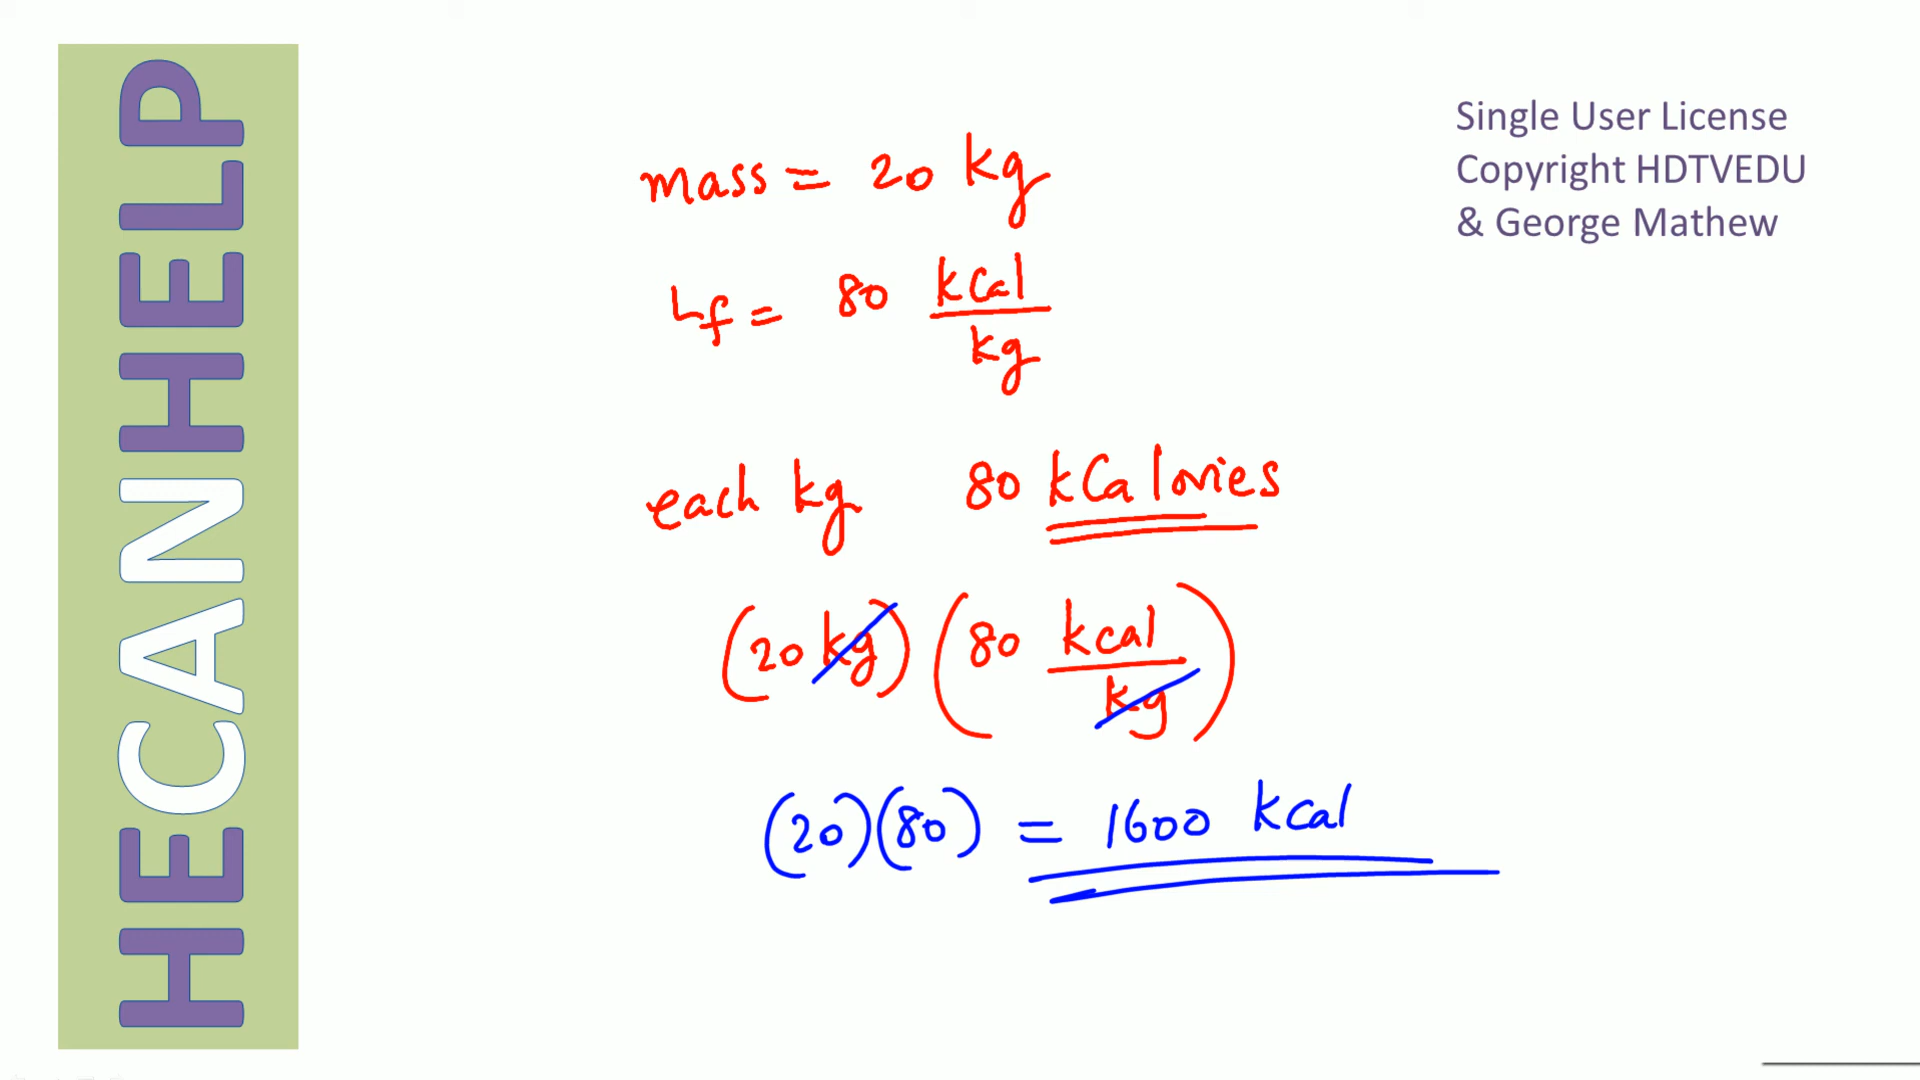 HECANHELP
Single User License
Copyright HDTVEDU
& George Mathew
mass = 20 kg
Lf = 80 kCal/kg
each kg 80 kCalories
(20 kg) (80 kcal/kg)
(20)(80) = 1600 kcal